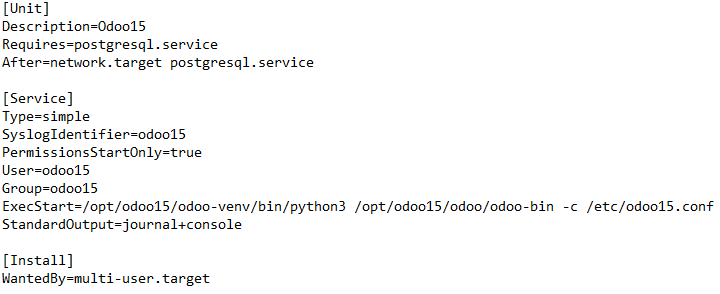 [Unit]
Description=Odoo15
Requires=postgresql.service
After=network.target postgresql.service

[Service]
Type=simple
SyslogIdentifier=odoo15
PermissionsStartOnly=true
User=odoo15
Group=odoo15
ExecStart=/opt/odoo15/odoo-venv/bin/python3 /opt/odoo15/odoo/odoo-bin -c /etc/odoo15.conf
StandardOutput=journal+console

[Install]
WantedBy=multi-user.target